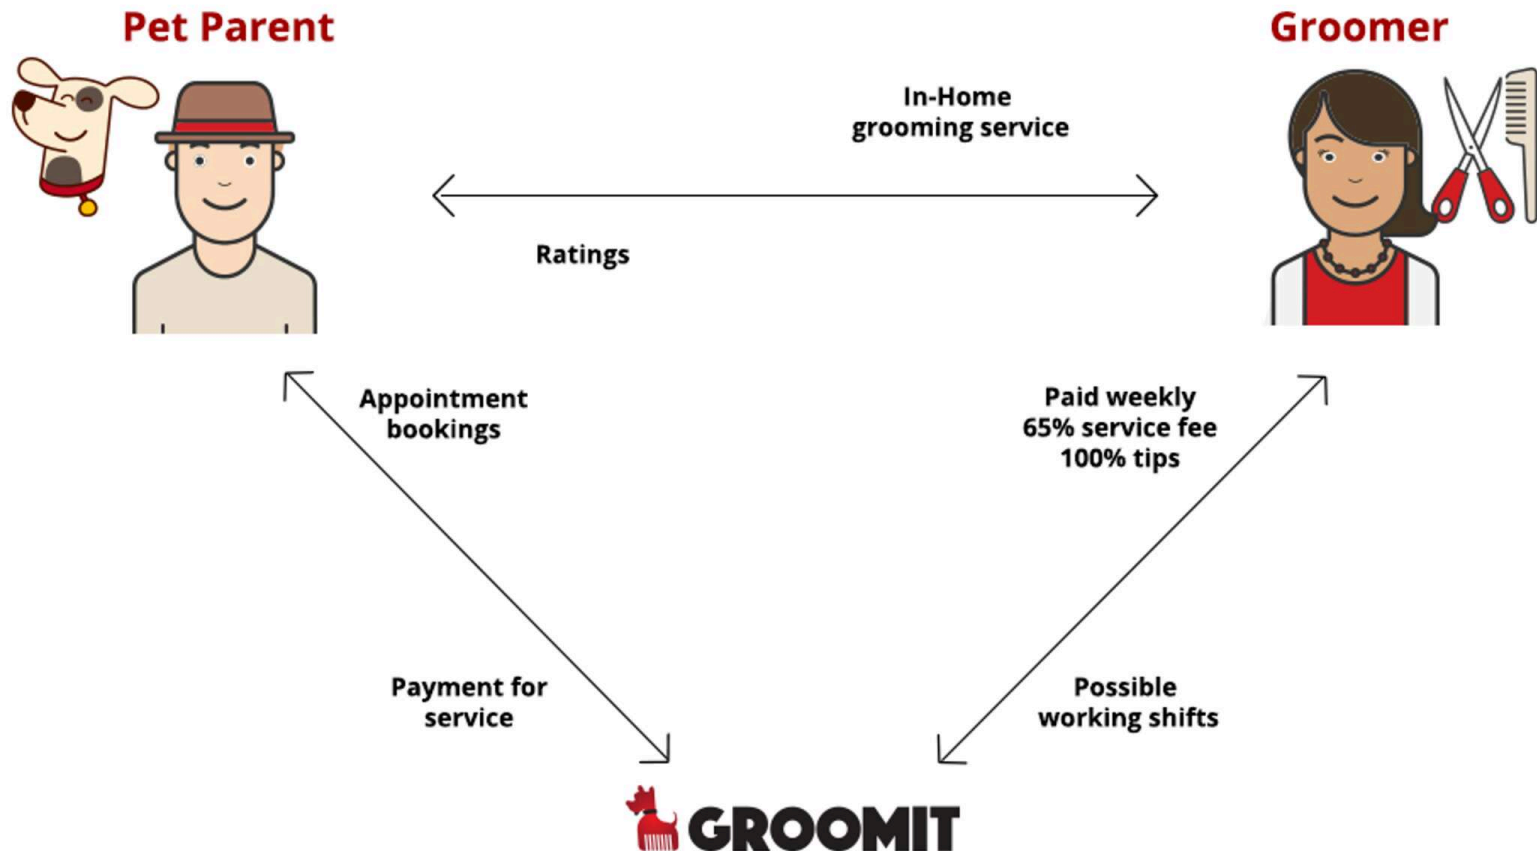 Pet Parent
Groomer
In-Home
grooming service
Ratings
Appointment
bookings
Paid weekly
65% service fee
100% tips
Payment for
service
Possible
working shifts
GROOMIT